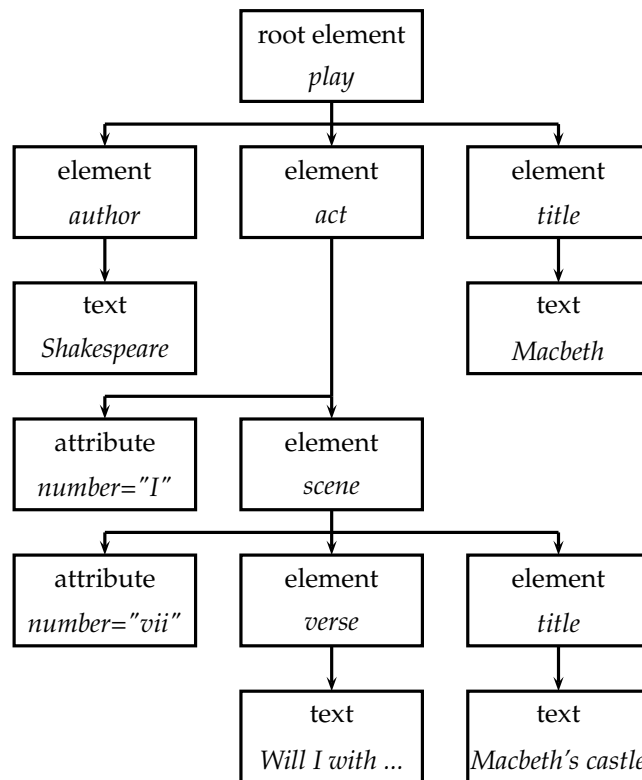 root element
play
element
author
element
act
element
title
text
Shakespeare
text
Macbeth
attribute
number="I"
element
scene
attribute
number="vii"
element
verse
element
title
text
Will I with ...
text
Macbeth's castle